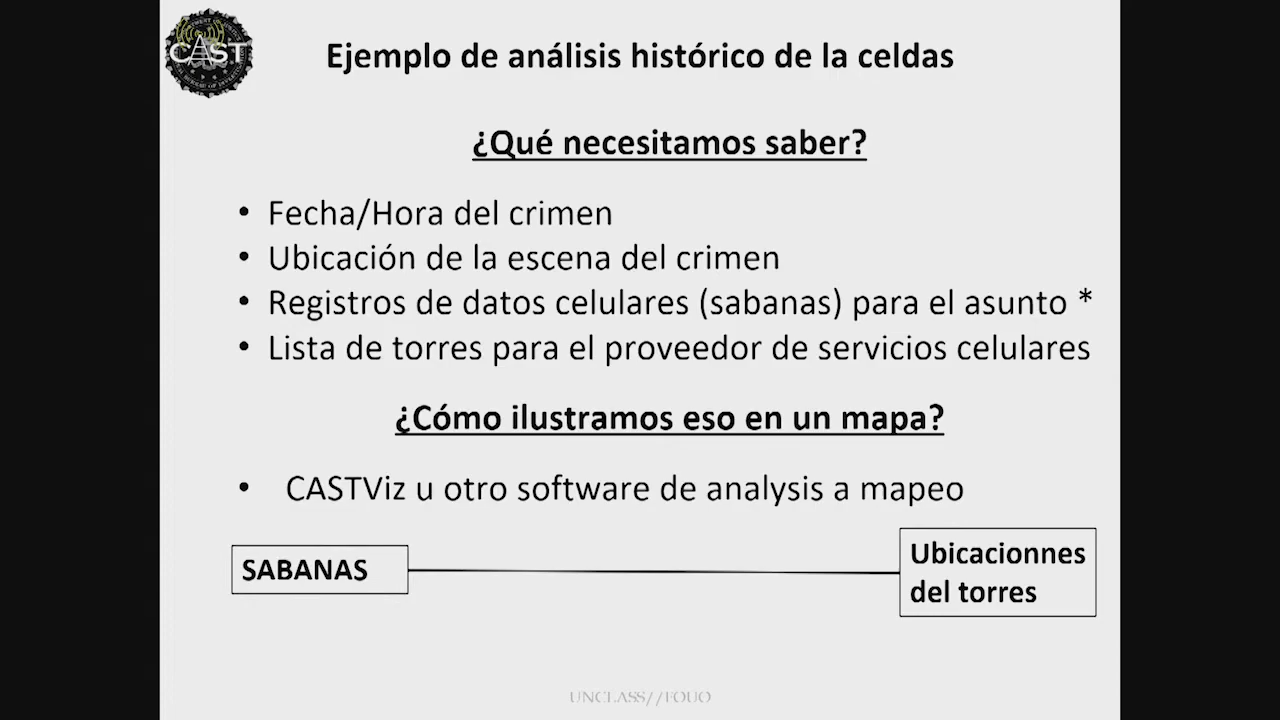 CAST
Ejemplo de análisis histórico de la celdas
¿Qué necesitamos saber?
• Fecha/Hora del crimen
• Ubicación de la escena del crimen
• Registros de datos celulares (sabanas) para el asunto *
• Lista de torres para el proveedor de servicios celulares
¿Cómo ilustramos eso en un mapa?
• CASTViz u otro software de analysis a mapeo
SABANAS
Ubicacionnes
del torres
UNCLASS//FOUO